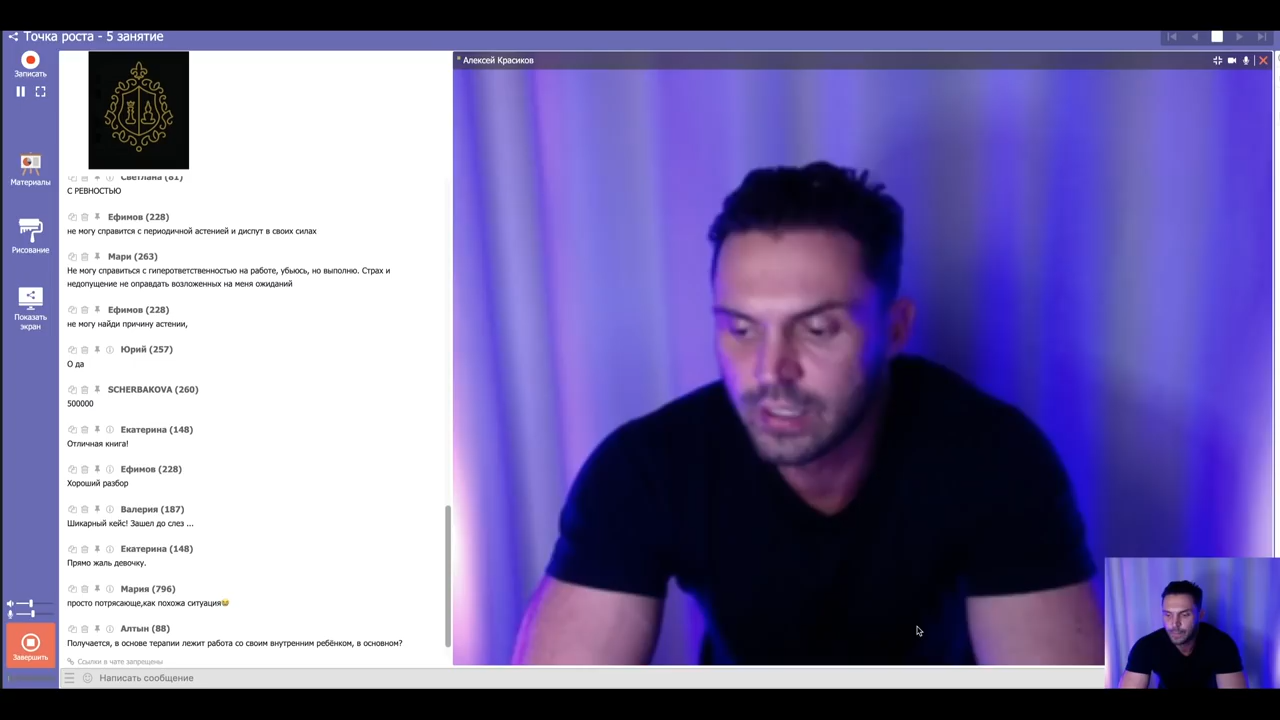 Точка роста - 5 занятие
Записать
Материалы
Рисование
Показать
экран
Завершить
Светлана (81)
С РЕВНОСТЬЮ
Ефимов (228)
не могу справится с периодичной астенией и диспут в своих силах
Мари (263)
Не могу справиться с гиперответственностью на работе, убьюсь, но выполню. Страх и
недопущение не оправдать возложенных на меня ожиданий
Ефимов (228)
не могу найди причину астении,
Юрий (257)
О да
SCHERBAKOVA (260)
500000
Екатерина (148)
Отличная книга!
Ефимов (228)
Хороший разбор
Валерия (187)
Шикарный кейс! Зашел до слез ...
Екатерина (148)
Прямо жаль девочку.
Мария (796)
просто потрясающе,как похожа ситуация😂
Алтын (88)
Получается, в основе терапии лежит работа со своим внутренним ребёнком, в основном?
Ссылки в чате запрещены
Написать сообщение
Алексей Красиков